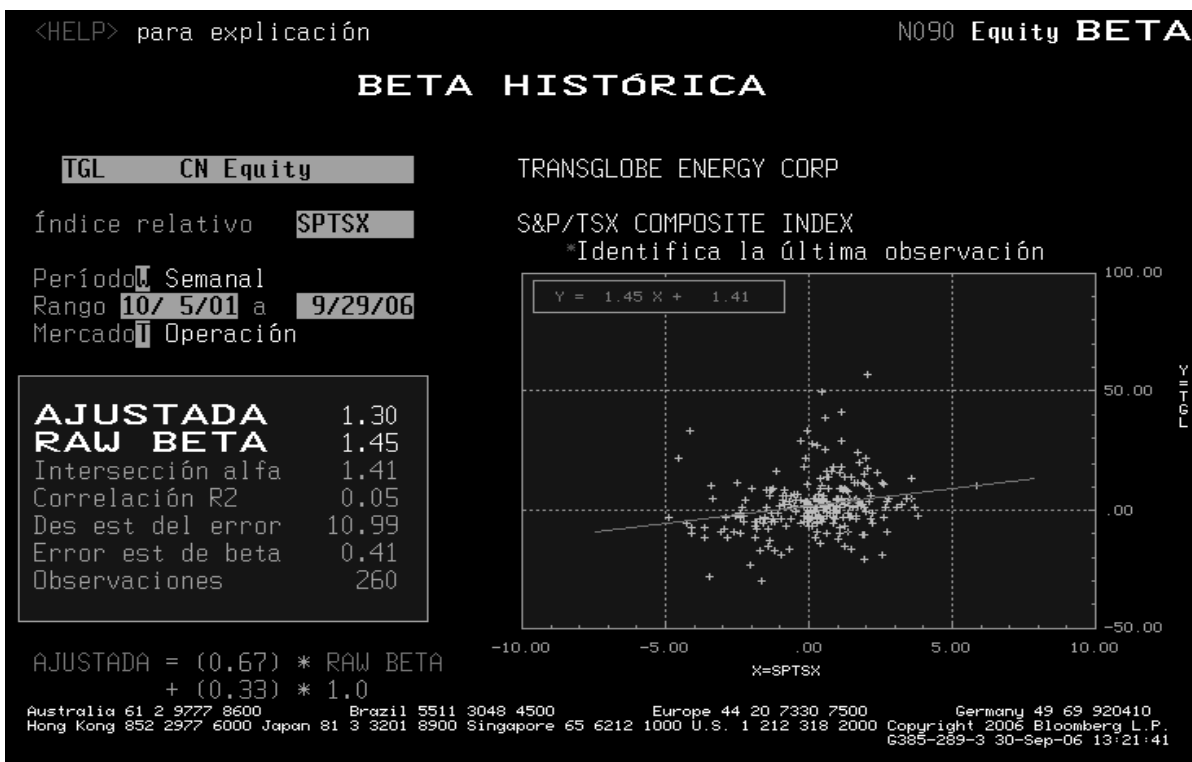 <HELP> para explicación N090 Equity BETA
BETA HISTÓRICA
TGL CN Equity TRANSGLOBE ENERGY CORP
Índice relativo SPTSX S&P/TSX COMPOSITE INDEX
*Identifica la última observación
Período W Semanal
Rango 10/ 5/01 a 9/29/06
Mercado T Operación
AJUSTADA 1.30
RAW BETA 1.45
Intersección alfa 1.41
Correlación R2 0.05
Des est del error 10.99
Error est de beta 0.41
Observaciones 260
AJUSTADA = (0.67) * RAW BETA
+ (0.33) * 1.0
Y = 1.45 X + 1.41
100.00
50.00
.00
-50.00
Y=TGL
-10.00 -5.00 .00 5.00 10.00
X=SPTSX
Australia 61 2 9777 8600 Brazil 5511 3048 4500 Europe 44 20 7330 7500 Germany 49 69 920410
Hong Kong 852 2977 6000 Japan 81 3 3201 8900 Singapore 65 6212 1000 U.S. 1 212 318 2000 Copyright 2006 Bloomberg L.P.
G385-289-3 30-Sep-06 13:21:41